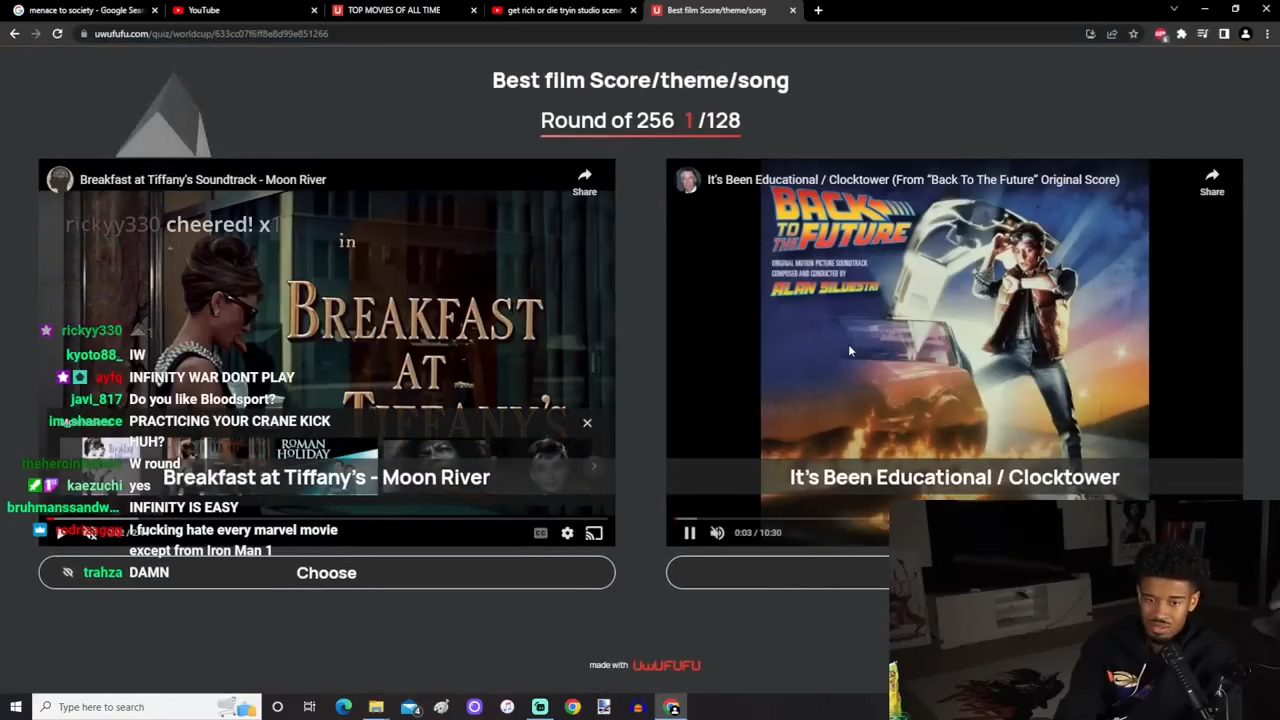 menace to society - Google Sea
YouTube
TOP MOVIES OF ALL TIME
get rich or die tryin studio scene
Best film Score/theme/song
uwufufu.com/quiz/worldcup/633cc07f6ff8e8d99e851266
Best film Score/theme/song
Round of 256 1 /128
Breakfast at Tiffany's Soundtrack - Moon River
Share
It's Been Educational / Clocktower (From “Back To The Future” Original Score)
Share
rickyy330 cheered! x1
in
BREAKFAST
AT
TIFFANY'S
BACK
TO THE FUTURE
ORIGINAL MOTION PICTURE SOUNDTRACK
COMPOSED AND CONDUCTED BY
ALAN SILVESTRI
rickyy330 1
kyoto88_ IW
ayfq INFINITY WAR DONT PLAY
javi_817 Do you like Bloodsport?
PRACTICING YOUR CRANE KICK
HUH?
W round
kaezuchi yes
bruhmanssandw... INFINITY IS EASY
I fucking hate every marvel movie
except from Iron Man 1
trahza DAMN
ROMAN
HOLIDAY
Breakfast at Tiffany's - Moon River
It's Been Educational / Clocktower
0:03 / 10:30
Choose
made with UwUFUFU
Type here to search